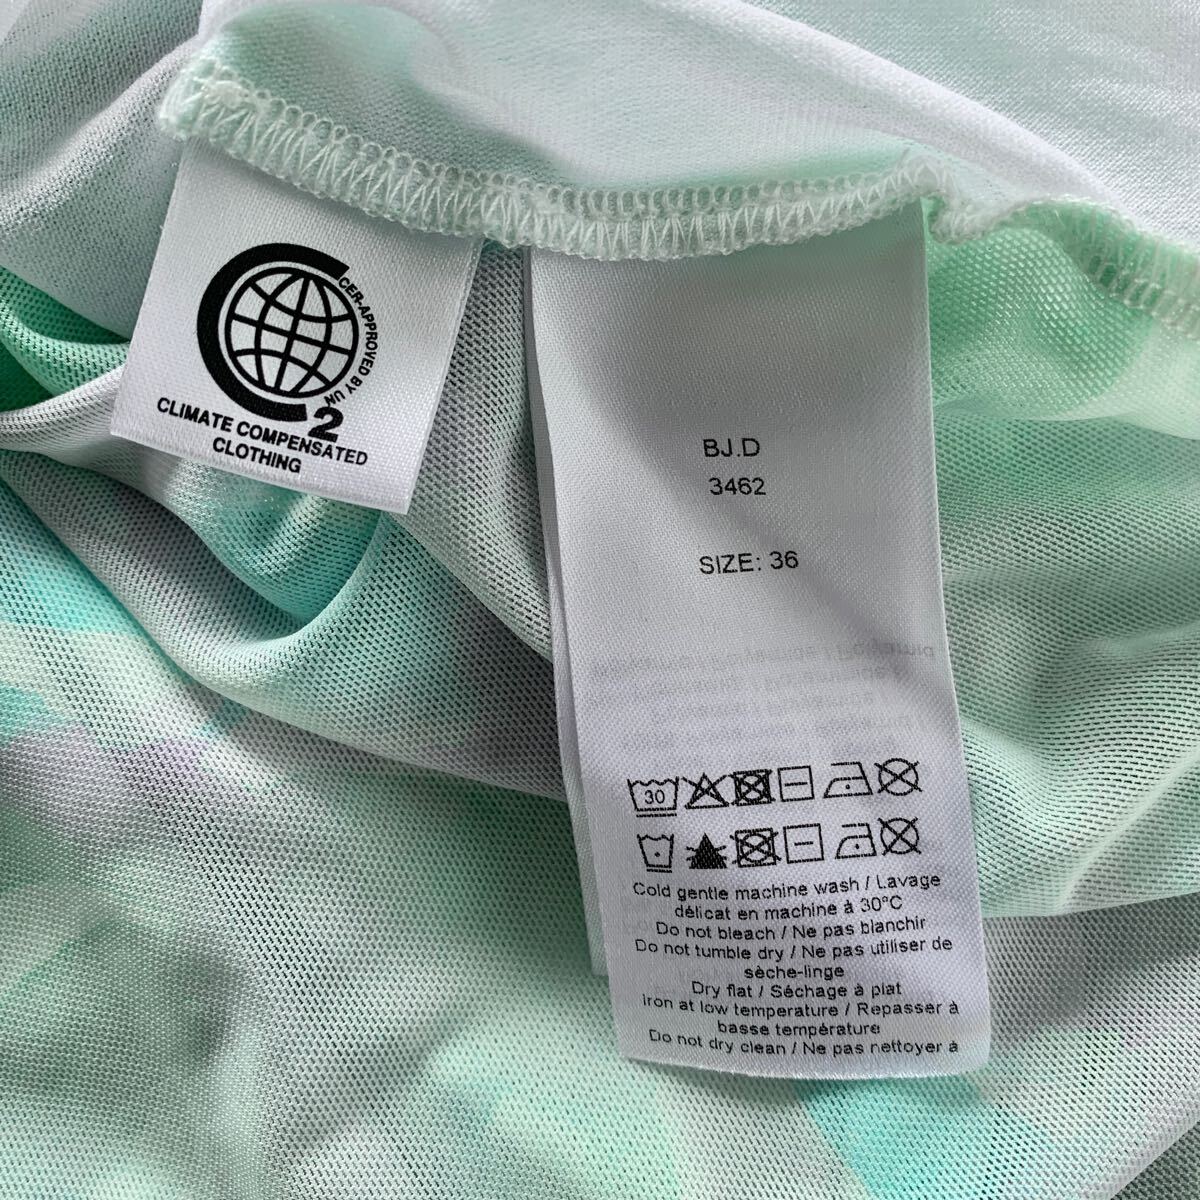 CER-APPROVED BY UN
2
CLIMATE COMPENSATED
CLOTHING
BJ.D
3462
SIZE: 36
30
Cold gentle machine wash / Lavage
délicat en machine à 30°C
Do not bleach / Ne pas blanchir
Do not tumble dry / Ne pas utiliser de
sèche-linge
Dry flat / Séchage à plat
Iron at low temperature / Repasser à
basse température
Do not dry clean / Ne pas nettoyer à